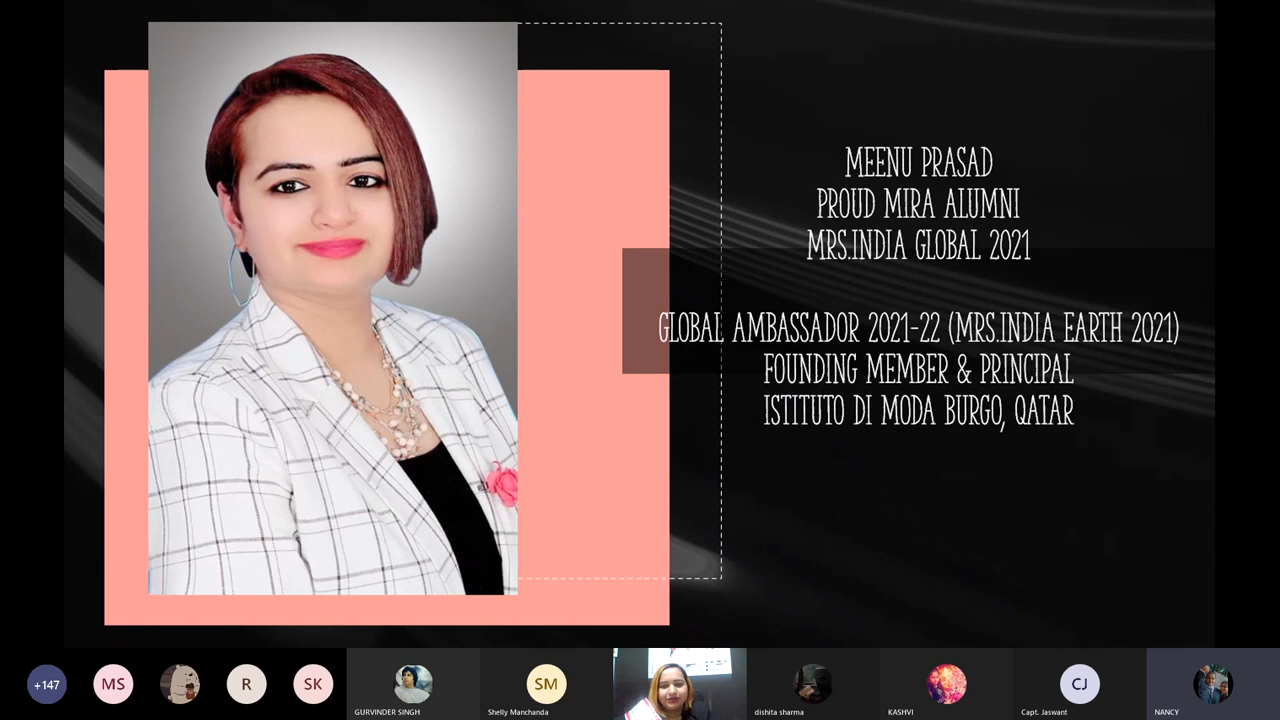 MEENU PRASAD
PROUD MIRA ALUMNI
MRS.INDIA GLOBAL 2021
GLOBAL AMBASSADOR 2021-22 (MRS.INDIA EARTH 2021)
FOUNDING MEMBER & PRINCIPAL
ISTITUTO DI MODA BURGO, QATAR
+147
MS
R
SK
GURVINDER SINGH
SM
Shelly Manchanda
dishita sharma
KASHVI
CJ
Capt. Jaswant
NANCY